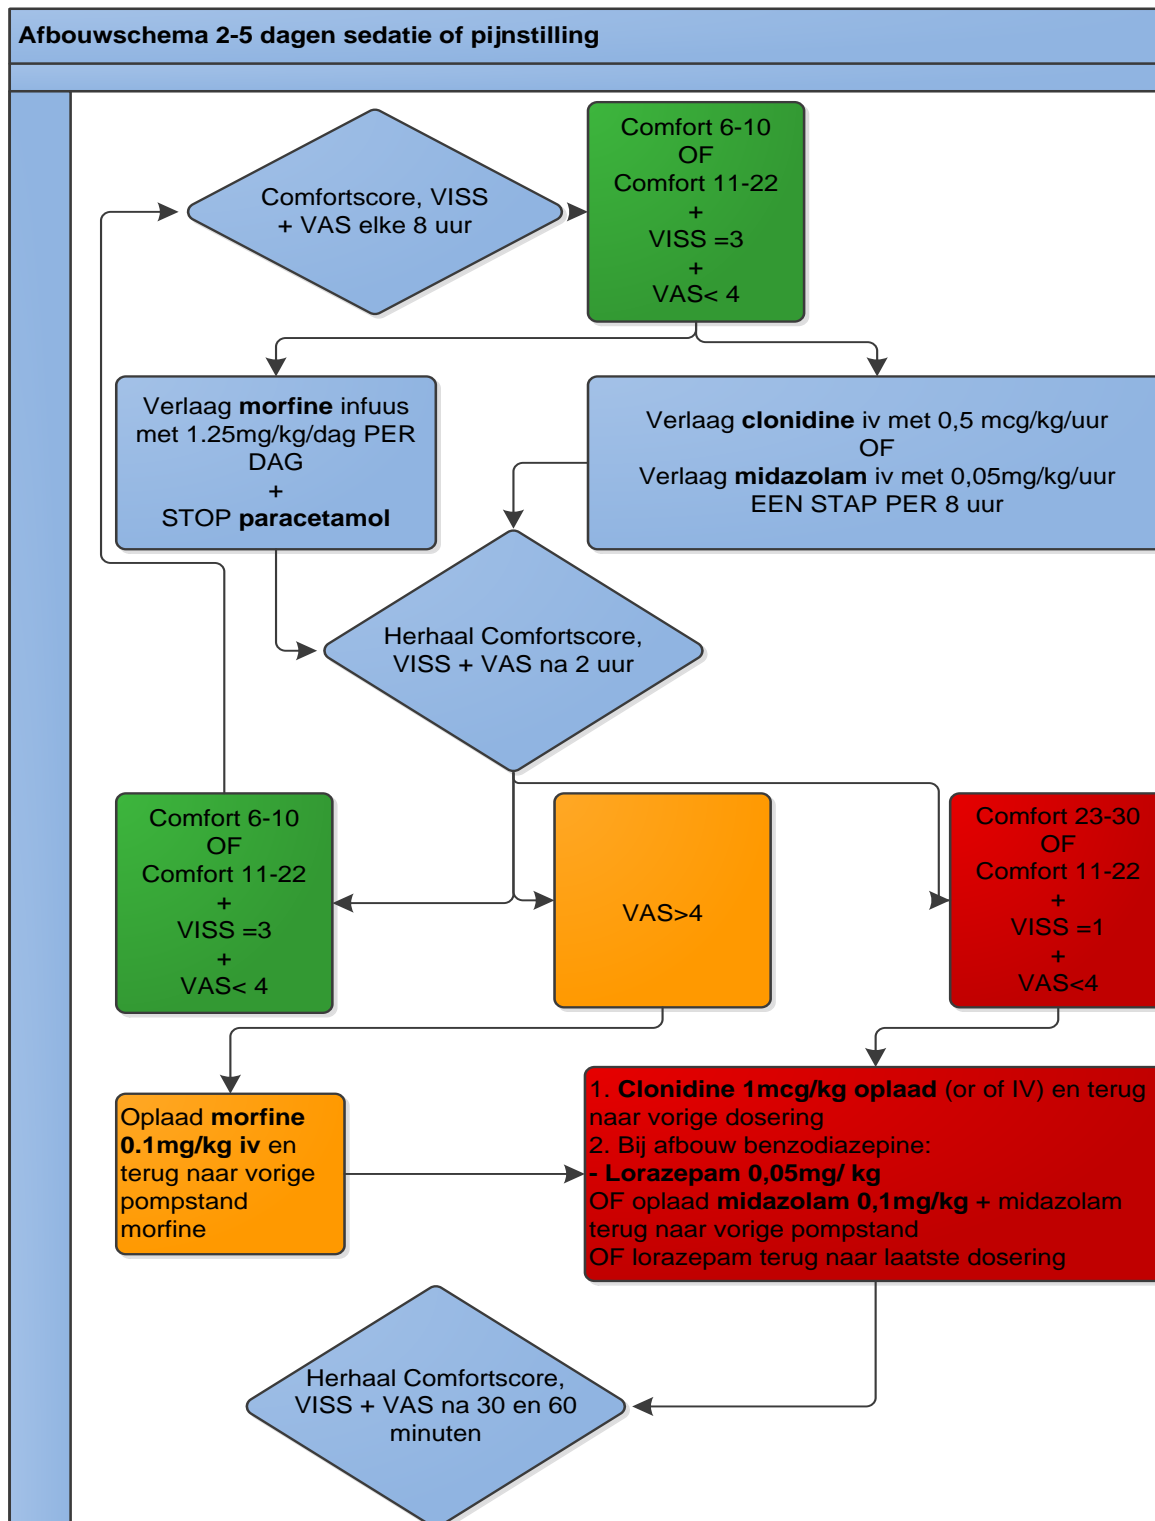 Afbouwschema 2-5 dagen sedatie of pijnstilling
Comfortscore, VISS
+ VAS elke 8 uur
Comfort 6-10
OF
Comfort 11-22
+
VISS =3
+
VAS< 4
Verlaag morfine infuus
met 1.25mg/kg/dag PER
DAG
+
STOP paracetamol
Verlaag clonidine iv met 0,5 mcg/kg/uur
OF
Verlaag midazolam iv met 0,05mg/kg/uur
EEN STAP PER 8 uur
Herhaal Comfortscore,
VISS + VAS na 2 uur
Comfort 6-10
OF
Comfort 11-22
+
VISS =3
+
VAS< 4
VAS>4
Comfort 23-30
OF
Comfort 11-22
+
VISS =1
+
VAS<4
Oplaad morfine
0.1mg/kg iv en
terug naar vorige
pompstand
morfine
1. Clonidine 1mcg/kg oplaad (or of IV) en terug
naar vorige dosering
2. Bij afbouw benzodiazepine:
- Lorazepam 0,05mg/ kg
OF oplaad midazolam 0,1mg/kg + midazolam
terug naar vorige pompstand
OF lorazepam terug naar laatste dosering
Herhaal Comfortscore,
VISS + VAS na 30 en 60
minuten